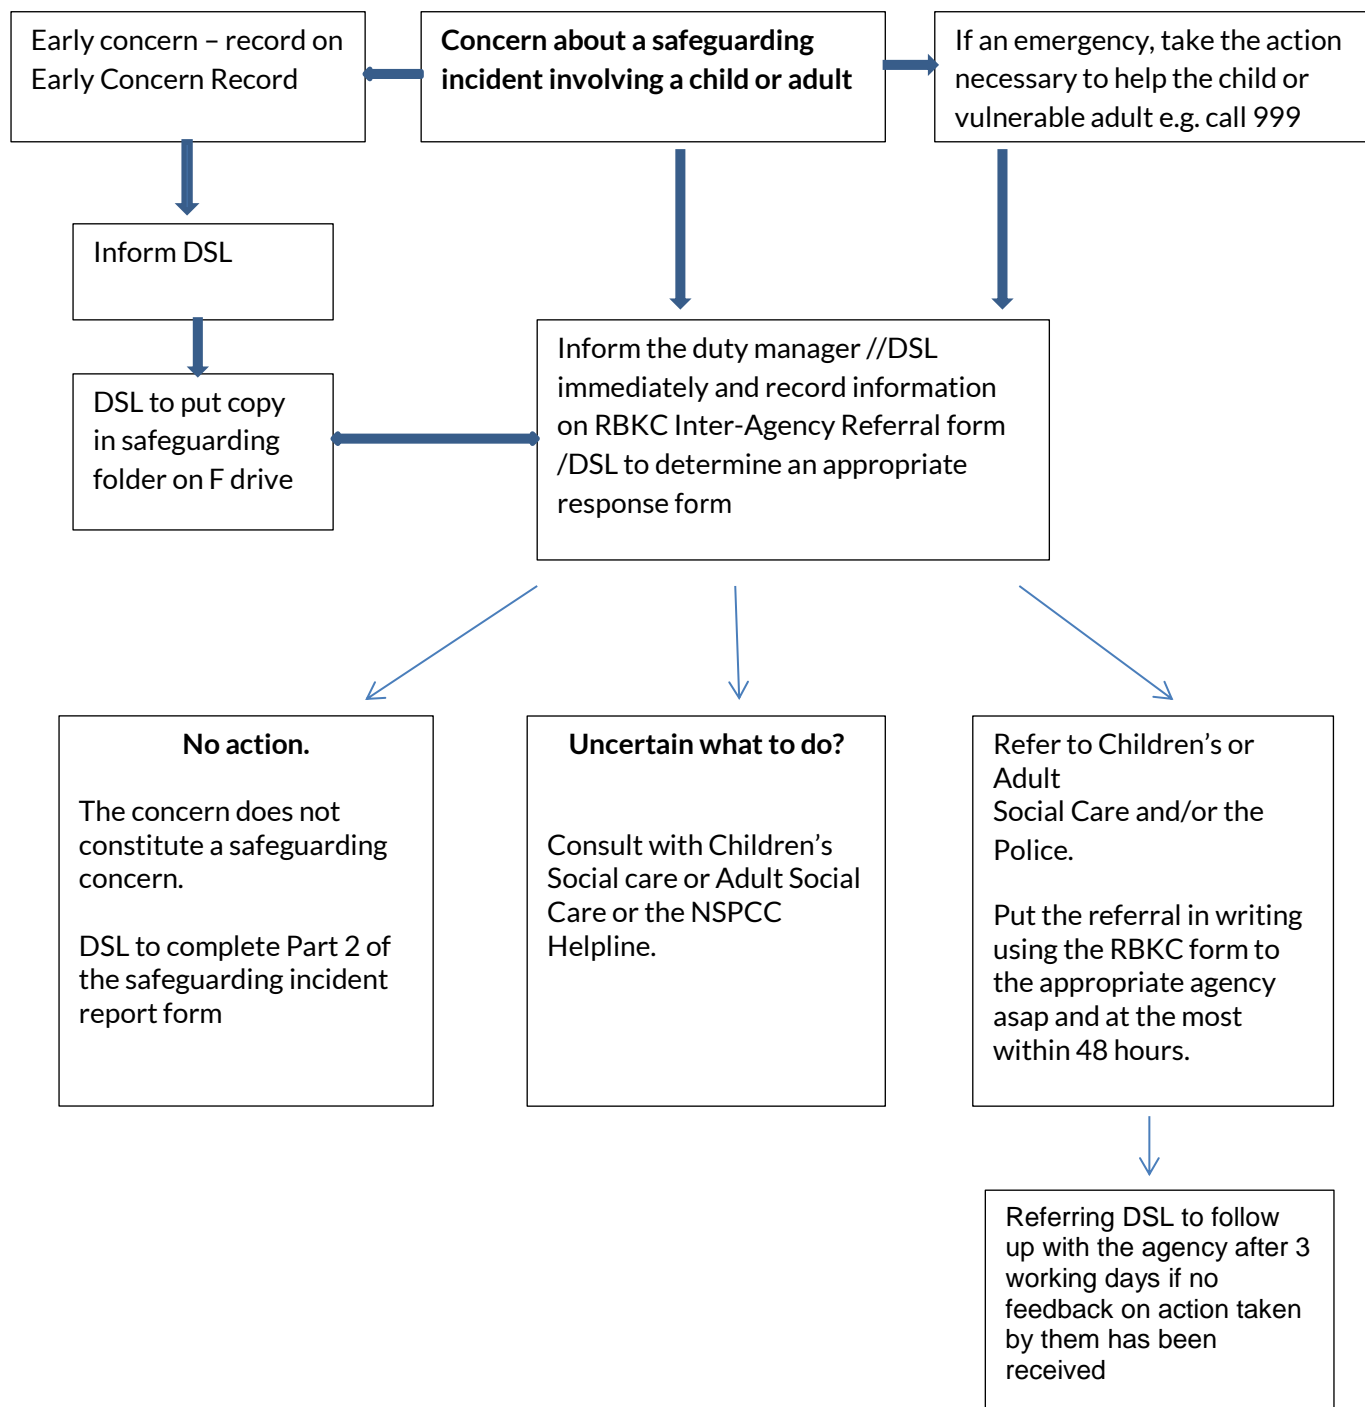 Early concern – record on
Early Concern Record
Concern about a safeguarding
incident involving a child or adult
If an emergency, take the action
necessary to help the child or
vulnerable adult e.g. call 999
Inform DSL
DSL to put copy
in safeguarding
folder on F drive
Inform the duty manager //DSL
immediately and record information
on RBKC Inter-Agency Referral form
/DSL to determine an appropriate
response form
No action.
The concern does not
constitute a safeguarding
concern.
DSL to complete Part 2 of
the safeguarding incident
report form
Uncertain what to do?
Consult with Children’s
Social care or Adult Social
Care or the NSPCC
Helpline.
Refer to Children’s or
Adult
Social Care and/or the
Police.
Put the referral in writing
using the RBKC form to
the appropriate agency
asap and at the most
within 48 hours.
Referring DSL to follow
up with the agency after 3
working days if no
feedback on action taken
by them has been
received